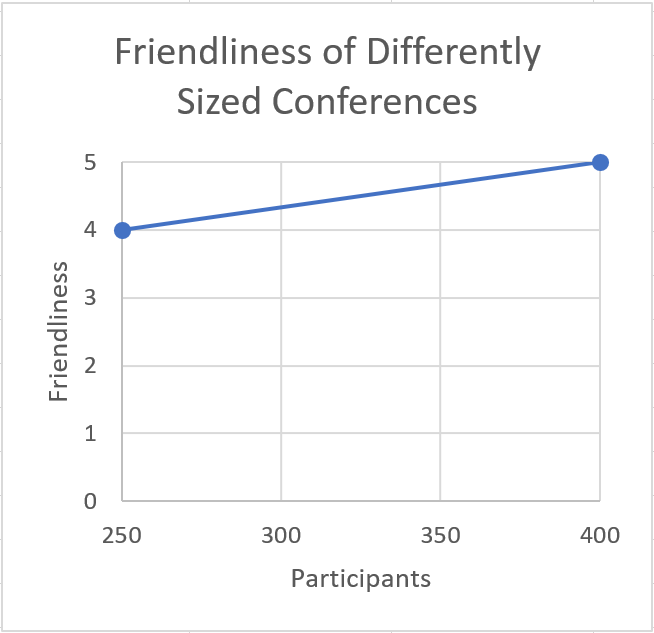 Friendliness of Differently
Sized Conferences
5
4
3
2
1
0
Friendliness
250 300 350 400
Participants